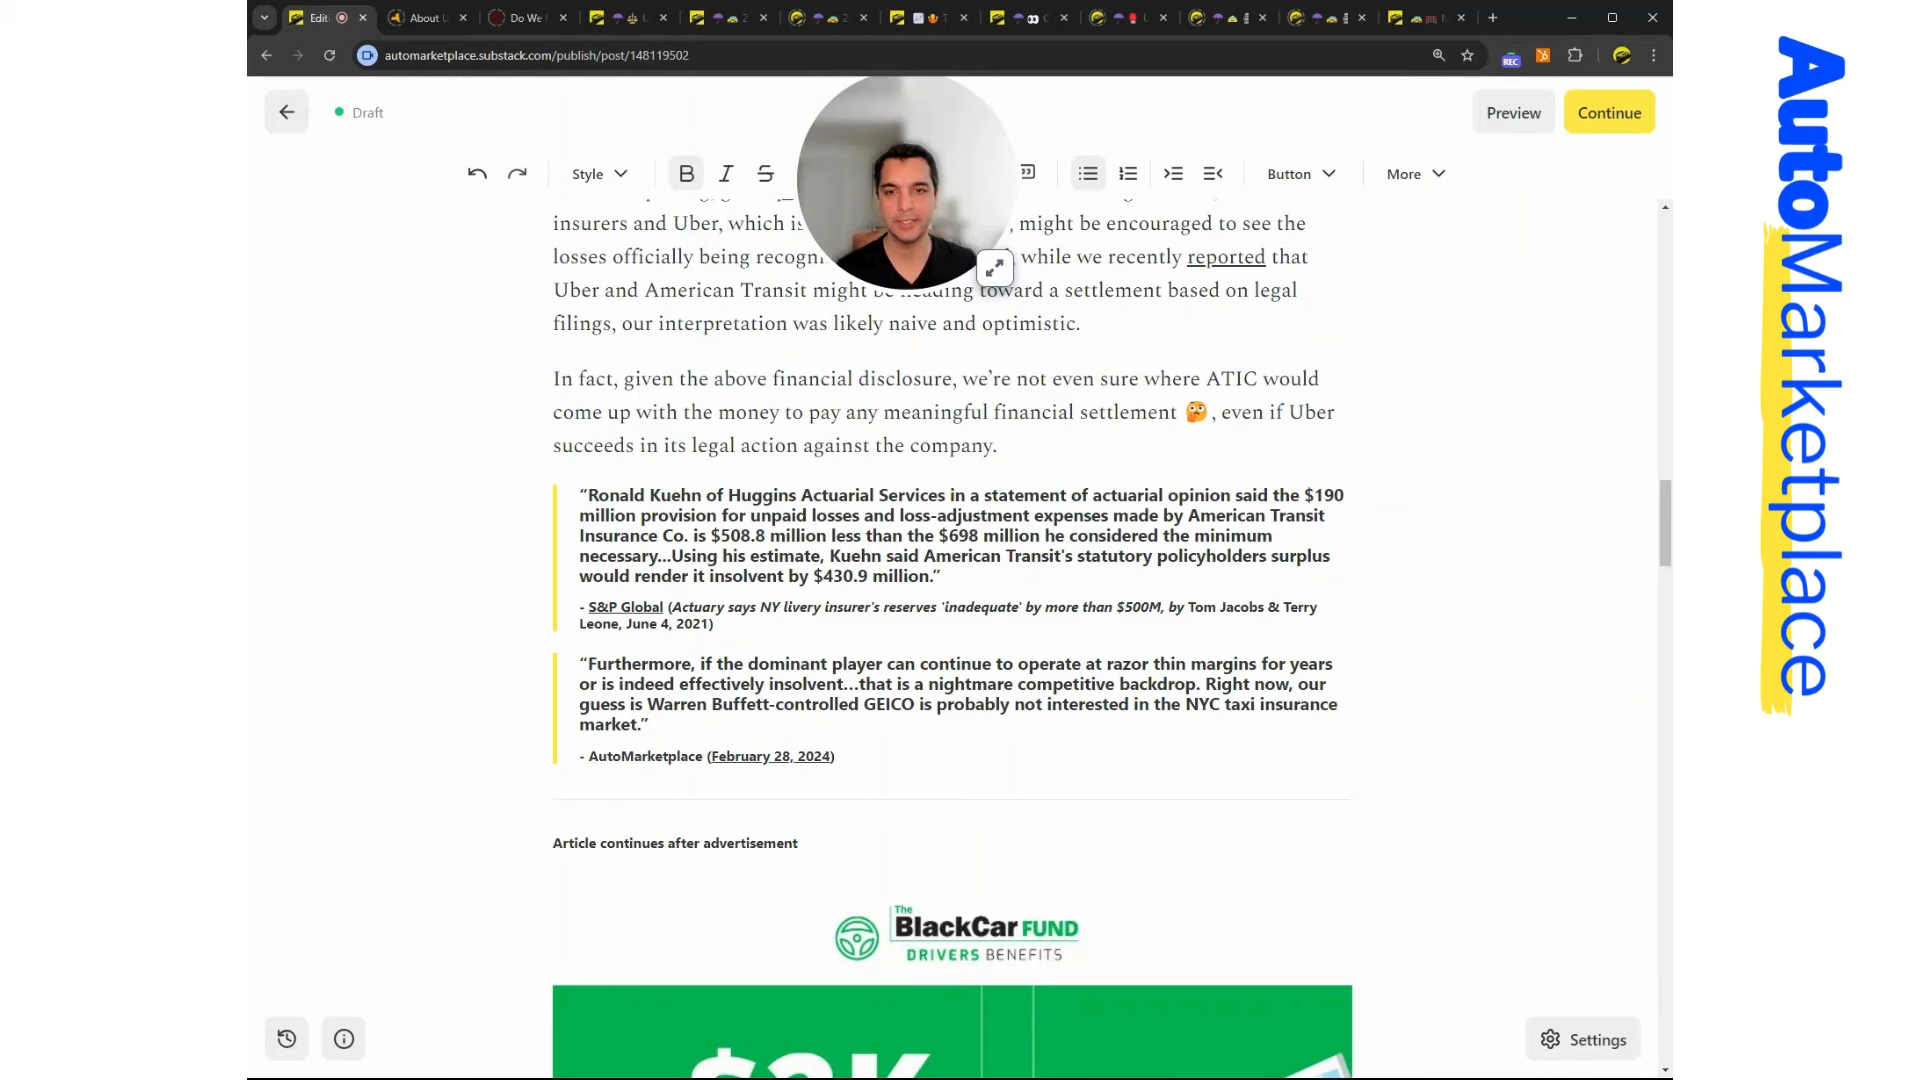 Edit
About
Do We
automarketplace.substack.com/publish/post/148119502
REC
Draft
Preview
Continue
Style
B I S
Button
More
insurers and Uber, which is , might be encouraged to see the
losses officially being while we recently reported that
Uber and American Transit might be heading toward a settlement based on legal
filings, our interpretation was likely naive and optimistic.
In fact, given the above financial disclosure, we’re not even sure where ATIC would
come up with the money to pay any meaningful financial settlement 🤔, even if Uber
succeeds in its legal action against the company.
“Ronald Kuehn of Huggins Actuarial Services in a statement of actuarial opinion said the $190
million provision for unpaid losses and loss-adjustment expenses made by American Transit
Insurance Co. is $508.8 million less than the $698 million he considered the minimum
necessary...Using his estimate, Kuehn said American Transit's statutory policyholders surplus
would render it insolvent by $430.9 million.”
- S&P Global (Actuary says NY livery insurer's reserves 'inadequate' by more than $500M, by Tom Jacobs & Terry
Leone, June 4, 2021)
“Furthermore, if the dominant player can continue to operate at razor thin margins for years
or is indeed effectively insolvent...that is a nightmare competitive backdrop. Right now, our
guess is Warren Buffett-controlled GEICO is probably not interested in the NYC taxi insurance
market.”
- AutoMarketplace (February 28, 2024)
Article continues after advertisement
The
BlackCar FUND
DRIVERS BENEFITS
$2K
Settings
AutoMarketplace